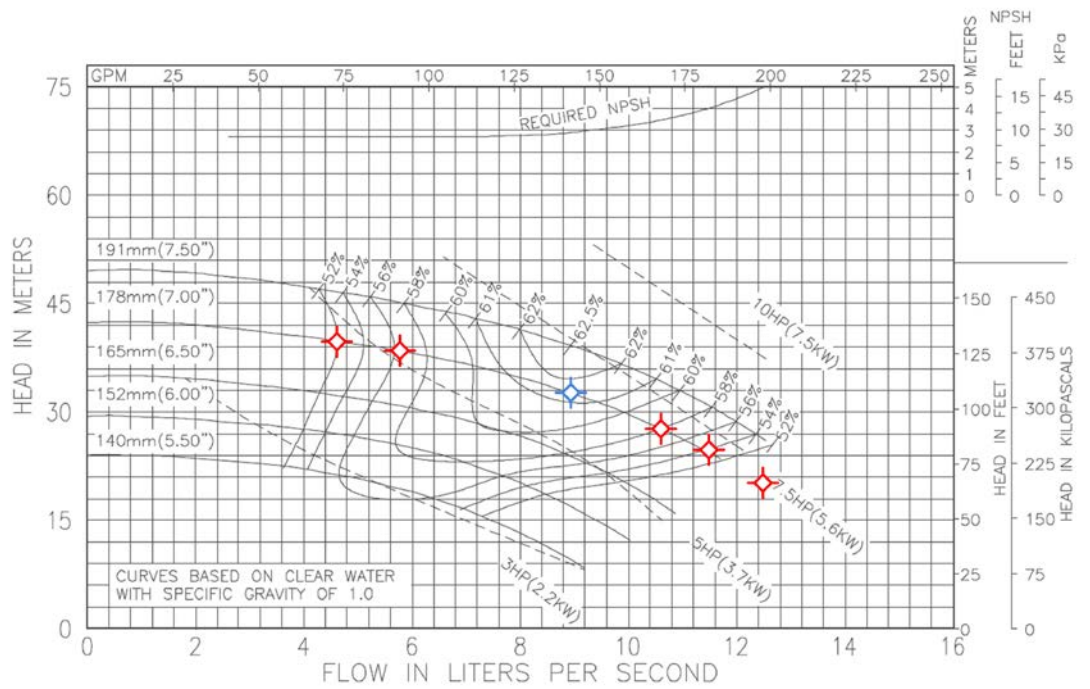 NPSH
METERS
FEET
KPa
GPM 25 50 75 100 125 150 175 200 225 250
75
60
45
30
15
0
HEAD IN METERS
5
4
3
2
1
0
15
10
5
0
45
30
15
0
REQUIRED NPSH
191mm(7.50")
178mm(7.00")
165mm(6.50")
152mm(6.00")
140mm(5.50")
52%
54%
56%
58%
60%
61%
62%
62.5%
62%
61%
60%
58%
56%
54%
52%
10HP(7.5KW)
7.5HP(5.6KW)
5HP(3.7KW)
3HP(2.2KW)
150
125
100
75
50
25
0
HEAD IN FEET
450
375
300
225
150
75
0
HEAD IN KILOPASCALS
CURVES BASED ON CLEAR WATER
WITH SPECIFIC GRAVITY OF 1.0
0 2 4 6 8 10 12 14 16
FLOW IN LITERS PER SECOND